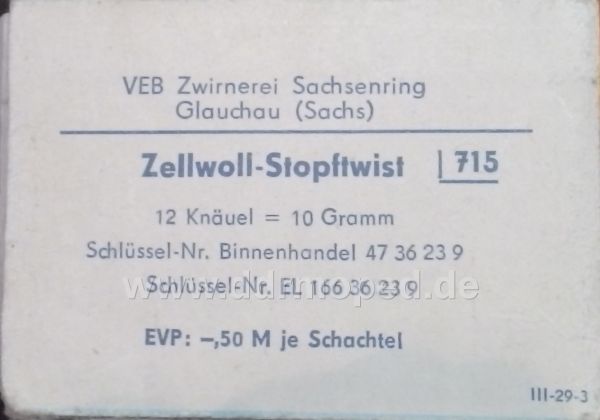 VEB Zwirnerei Sachsenring
Glauchau (Sachs)
Zellwoll-Stopftwist 715
12 Knäuel = 10 Gramm
Schlüssel-Nr. Binnenhandel 47 36 23 9
Schlüssel-Nr. EL 166 36 23 9
www.ddrmoped.de
EVP: –,50 M je Schachtel
III-29-3